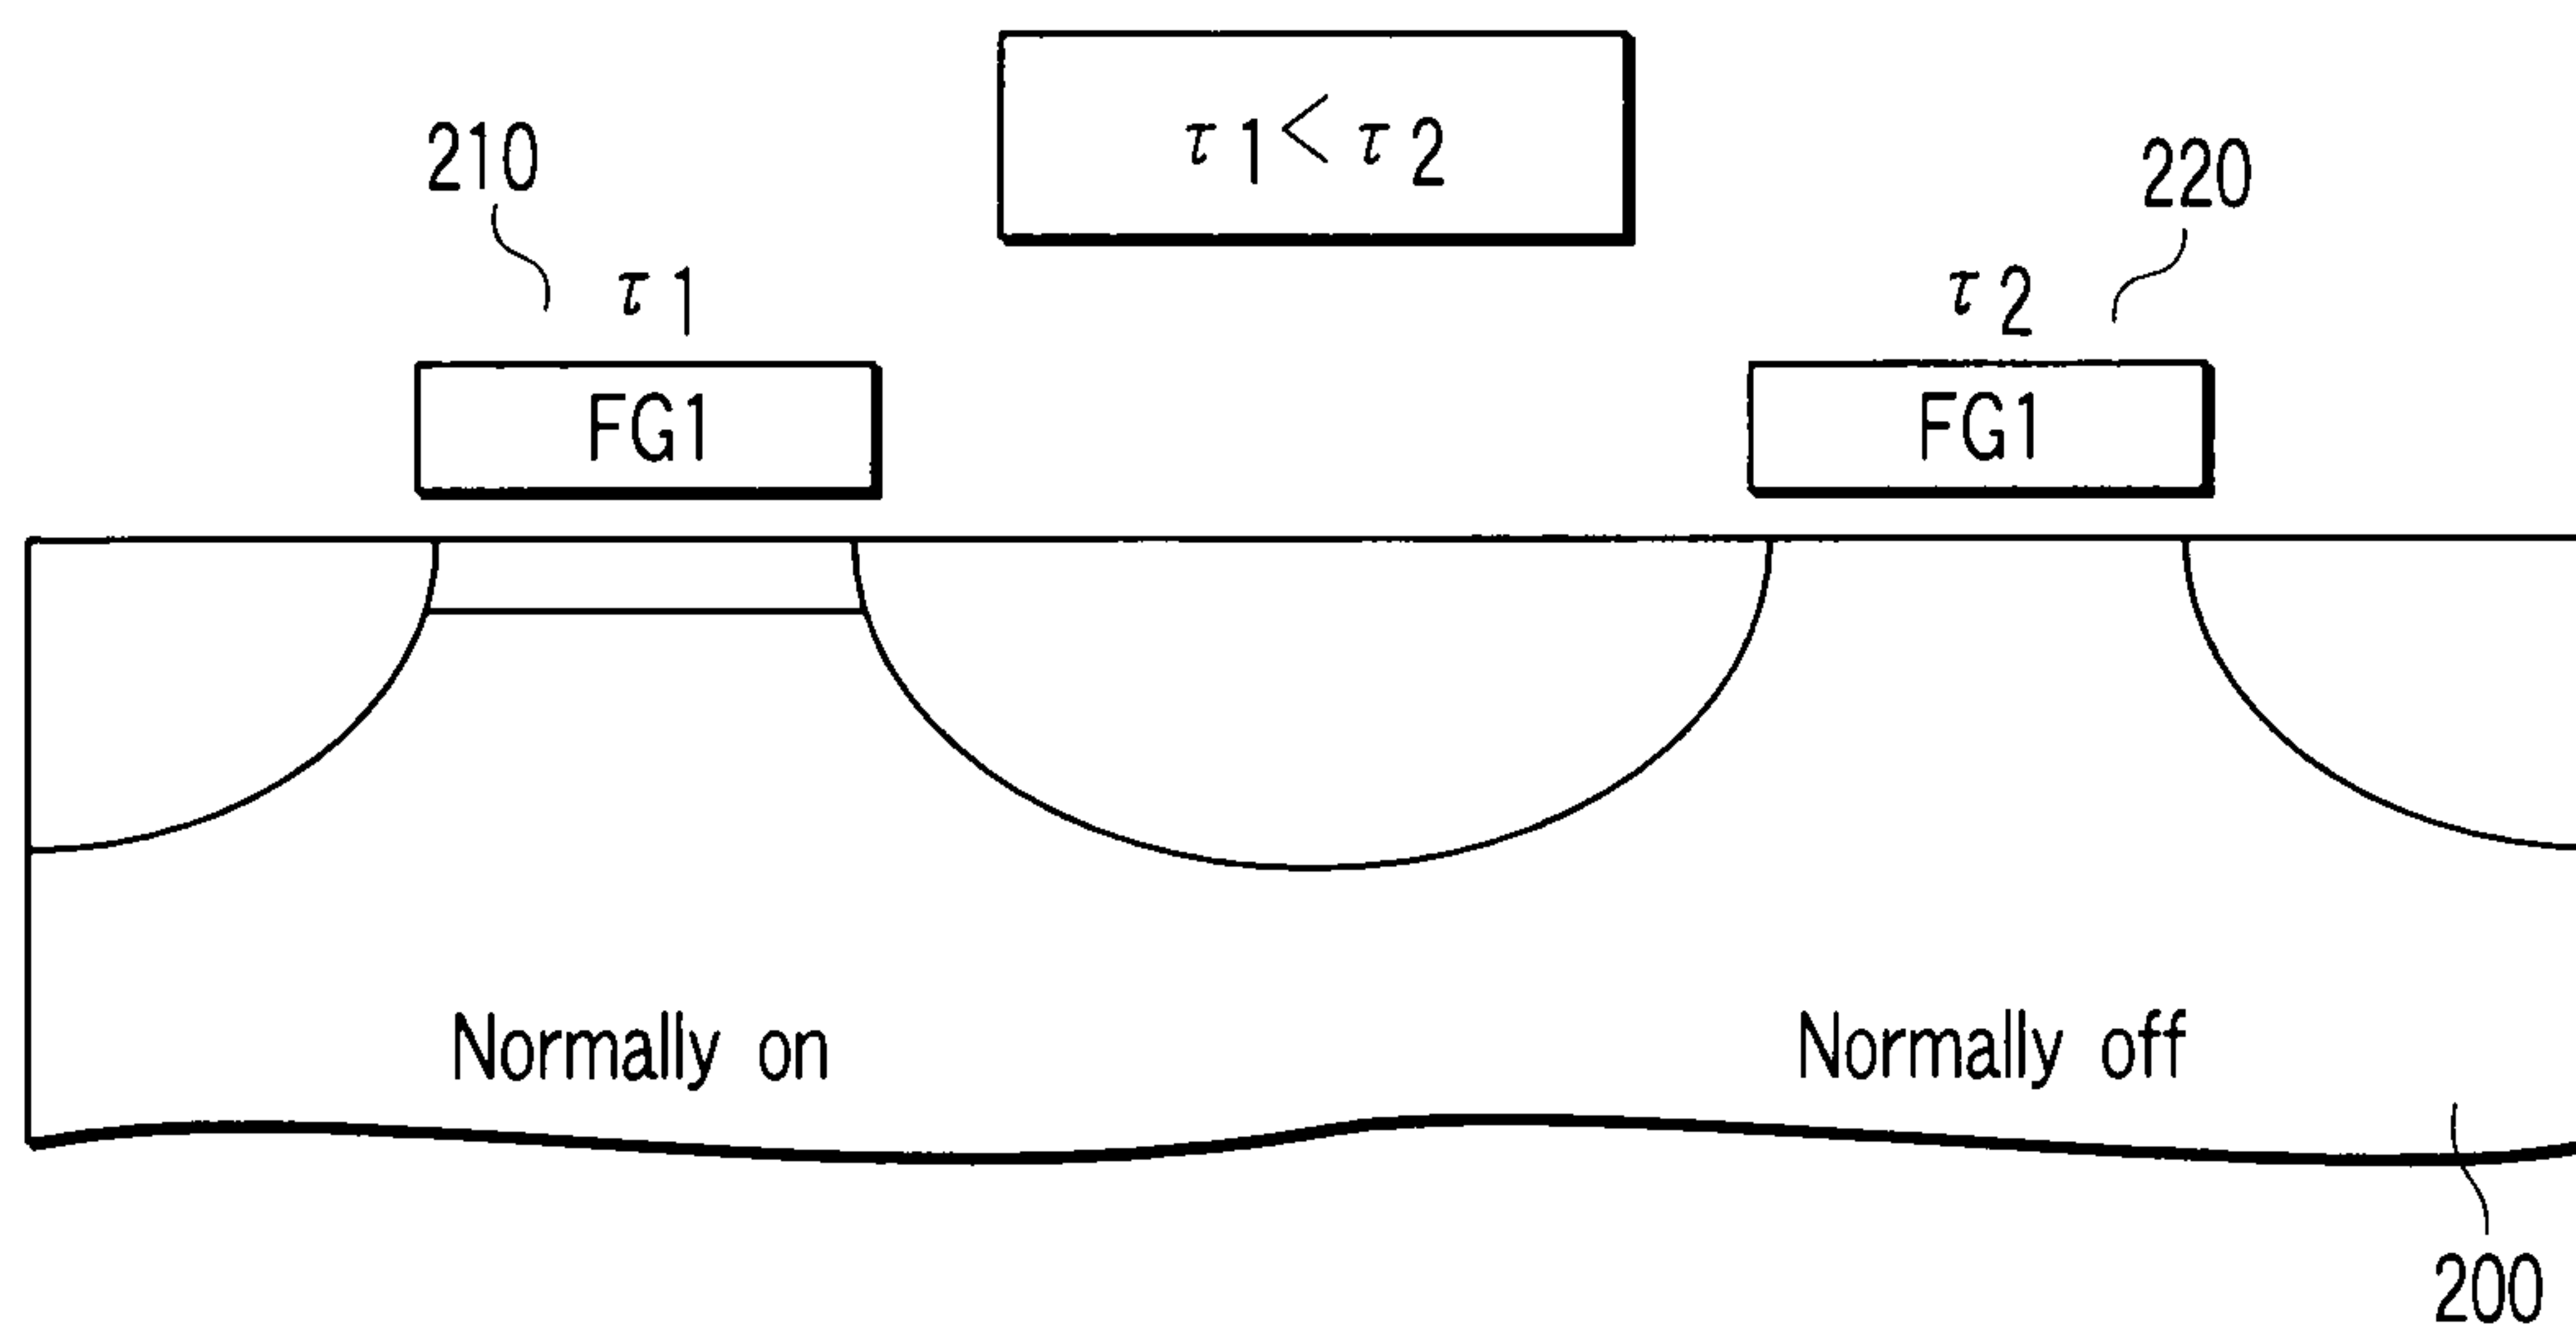 τ1<τ2
210
220
τ1
τ2
FG1
FG1
Normally on
Normally off
200